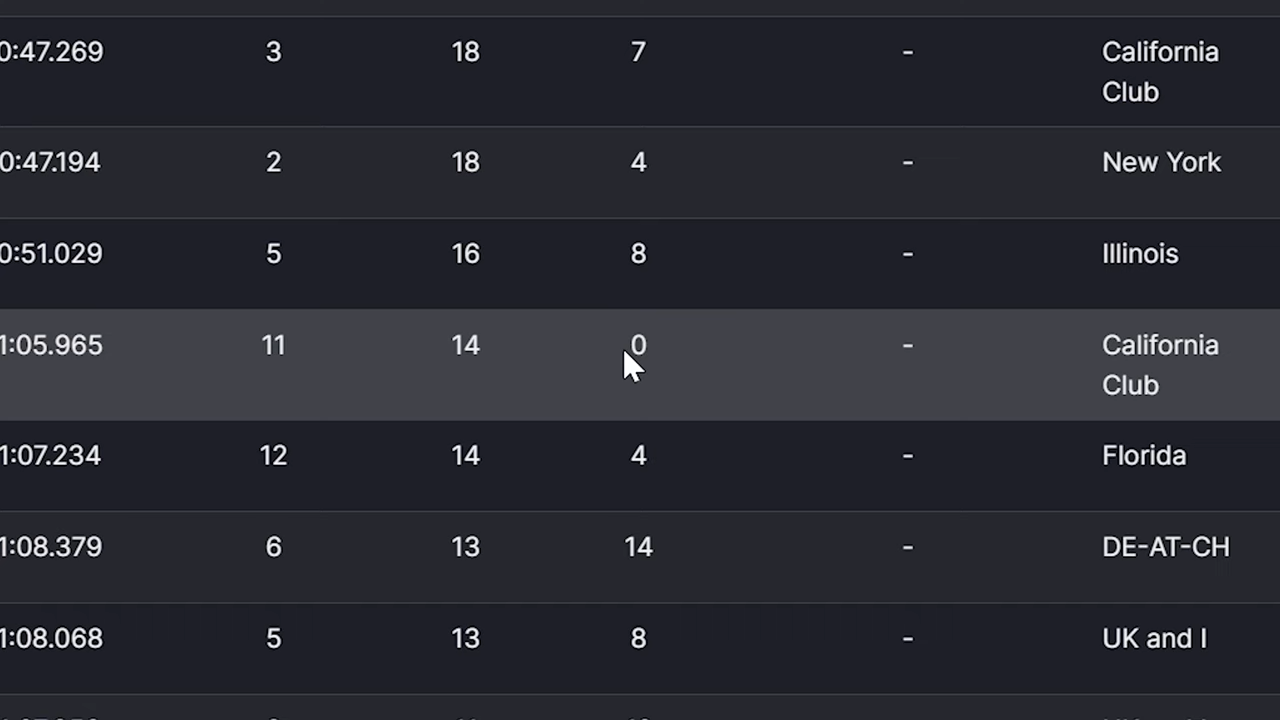 0:47.269 3 18 7 - California
Club
0:47.194 2 18 4 - New York
0:51.029 5 16 8 - Illinois
1:05.965 11 14 0 - California
Club
1:07.234 12 14 4 - Florida
1:08.379 6 13 14 - DE-AT-CH
1:08.068 5 13 8 - UK and I